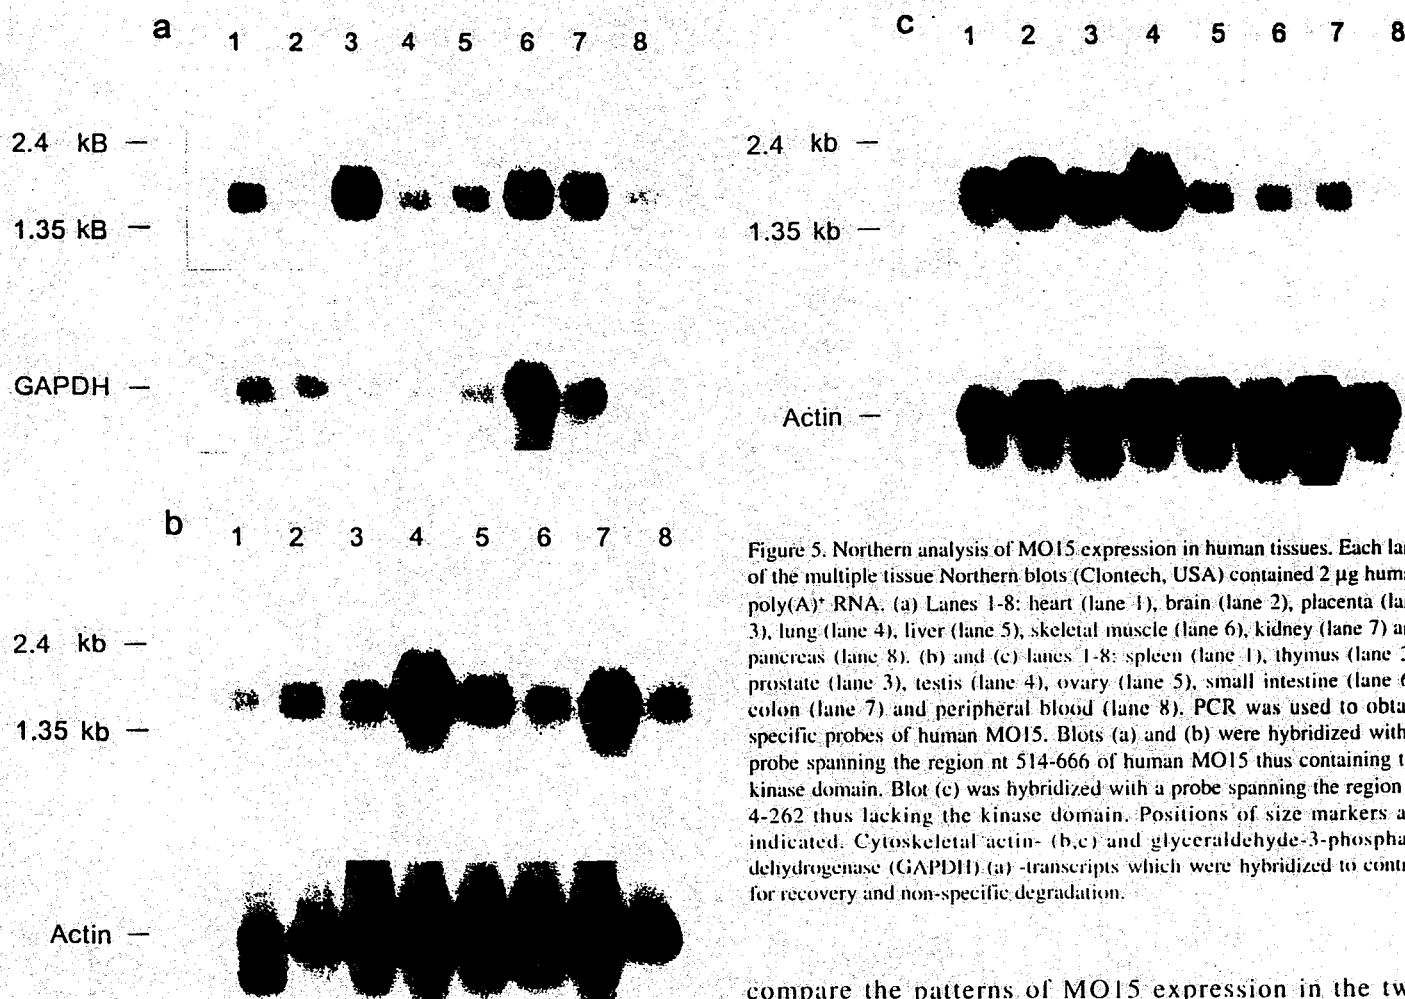 a
1 2 3 4 5 6 7 8
2.4 kB
1.35 kB
GAPDH
b
1 2 3 4 5 6 7 8
2.4 kb
1.35 kb
Actin
c
1 2 3 4 5 6 7 8
2.4 kb
1.35 kb
Actin
Figure 5. Northern analysis of MO15 expression in human tissues. Each
of the multiple tissue Northern blots (Clontech, USA) contained 2 µg
poly(A)⁺ RNA. (a) Lanes 1-8: heart (lane 1), brain (lane 2), placenta
3), lung (lane 4), liver (lane 5), skeletal muscle (lane 6), kidney (lane 7)
pancreas (lane 8). (b) and (c) lanes 1-8: spleen (lane 1), thymus (lane
prostate (lane 3), testis (lane 4), ovary (lane 5), small intestine (lane
colon (lane 7) and peripheral blood (lane 8). PCR was used to
specific probes of human MO15. Blots (a) and (b) were hybridized with
probe spanning the region nt 514-666 of human MO15 thus containing
kinase domain. Blot (c) was hybridized with a probe spanning the region
4-262 thus lacking the kinase domain. Positions of size markers
indicated. Cytoskeletal actin- (b,c) and
dehydrogenase (GAPDH) (a) -transcripts which were hybridized to
for recovery and non-specific degradation.
compare the patterns of MO15 expression in the